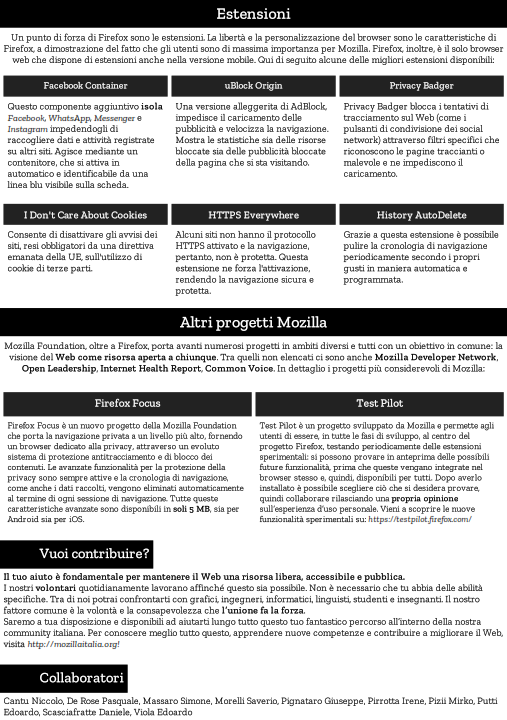 Estensioni
Un punto di forza di Firefox sono le estensioni. La libertà e la personalizzazione del browser sono le caratteristiche di
Firefox, a dimostrazione del fatto che gli utenti sono di massima importanza per Mozilla. Firefox, inoltre, è il solo browser
web che dispone di estensioni anche nella versione mobile. Qui di seguito alcune delle migliori estensioni disponibili:
Facebook Container
Questo componente aggiuntivo isola
Facebook, WhatsApp, Messenger e
Instagram impedendogli di
raccogliere dati e attività registrate
su altri siti. Agisce mediante un
contenitore, che si attiva in
automatico e identificabile da una
linea blu visibile sulla scheda.
uBlock Origin
Una versione alleggerita di AdBlock,
impedisce il caricamento delle
pubblicità e velocizza la navigazione.
Mostra le statistiche sia delle risorse
bloccate sia delle pubblicità bloccate
della pagina che si sta visitando.
Privacy Badger
Privacy Badger blocca i tentativi di
tracciamento sul Web (come i
pulsanti di condivisione dei social
network) attraverso filtri specifici che
riconoscono le pagine traccianti o
malevole e ne impediscono il
caricamento.
I Don't Care About Cookies
Consente di disattivare gli avvisi dei
siti, resi obbligatori da una direttiva
emanata della UE, sull'utilizzo di
cookie di terze parti.
HTTPS Everywhere
Alcuni siti non hanno il protocollo
HTTPS attivato e la navigazione,
pertanto, non è protetta. Questa
estensione ne forza l'attivazione,
rendendo la navigazione sicura e
protetta.
History AutoDelete
Grazie a questa estensione è possibile
pulire la cronologia di navigazione
periodicamente secondo i propri
gusti in maniera automatica e
programmata.
Altri progetti Mozilla
Mozilla Foundation, oltre a Firefox, porta avanti numerosi progetti in ambiti diversi e tutti con un obiettivo in comune: la
visione del Web come risorsa aperta a chiunque. Tra quelli non elencati ci sono anche Mozilla Developer Network,
Open Leadership, Internet Health Report, Common Voice. In dettaglio i progetti più considerevoli di Mozilla:
Firefox Focus
Firefox Focus è un nuovo progetto della Mozilla Foundation
che porta la navigazione privata a un livello più alto, fornendo
un browser dedicato alla privacy, attraverso un evoluto
sistema di protezione antitracciamento e di blocco dei
contenuti. Le avanzate funzionalità per la protezione della
privacy sono sempre attive e la cronologia di navigazione,
come anche i dati raccolti, vengono eliminati automaticamente
al termine di ogni sessione di navigazione. Tutte queste
caratteristiche avanzate sono disponibili in soli 5 MB, sia per
Android sia per iOS.
Test Pilot
Test Pilot è un progetto sviluppato da Mozilla e permette agli
utenti di essere, in tutte le fasi di sviluppo, al centro del
progetto Firefox, testando periodicamente delle estensioni
sperimentali: si possono provare in anteprima delle possibili
future funzionalità, prima che queste vengano integrate nel
browser stesso e, quindi, disponibili per tutti. Dopo averlo
installato è possibile scegliere ciò che si desidera provare,
quindi collaborare rilasciando una propria opinione
sull'esperienza d'uso personale. Vieni a scoprire le nuove
funzionalità sperimentali su: https://testpilot.firefox.com/
Vuoi contribuire?
Il tuo aiuto è fondamentale per mantenere il Web una risorsa libera, accessibile e pubblica.
I nostri volontari quotidianamente lavorano affinché questo sia possibile. Non è necessario che tu abbia delle abilità
specifiche. Tra di noi potrai confrontarti con grafici, ingegneri, informatici, linguisti, studenti e insegnanti. Il nostro
fattore comune è la volontà e la consapevolezza che l'unione fa la forza.
Saremo a tua disposizione e disponibili ad aiutarti lungo tutto questo tuo fantastico percorso all'interno della nostra
community italiana. Per conoscere meglio tutto questo, apprendere nuove competenze e contribuire a migliorare il Web,
visita http://mozillaitalia.org!
Collaboratori
Cantu Niccolo, De Rose Pasquale, Massaro Simone, Morelli Saverio, Pignataro Giuseppe, Pirrotta Irene, Pizii Mirko, Putti
Edoardo, Scasciafratte Daniele, Viola Edoardo